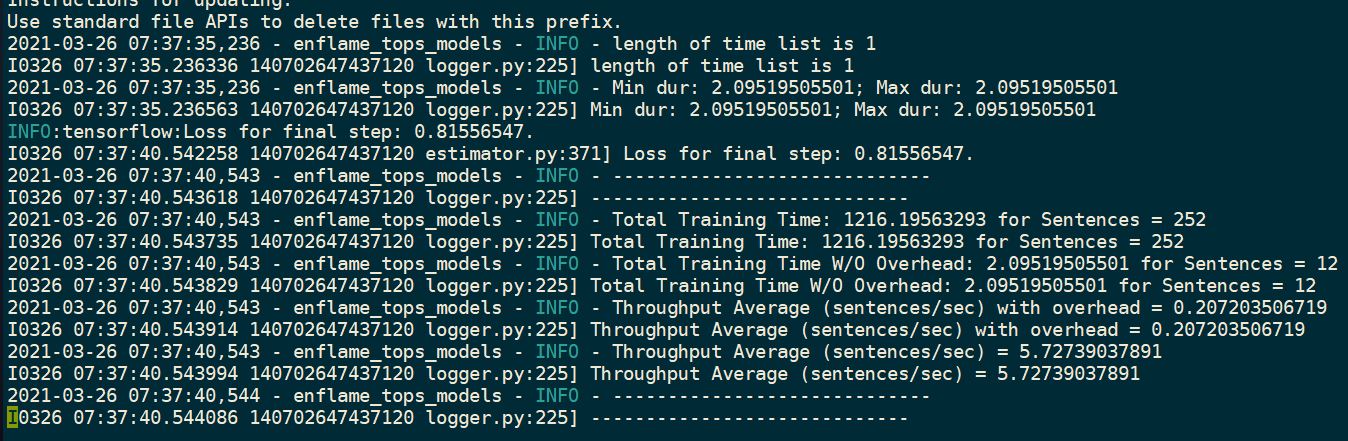 Instructions for updating:
Use standard file APIs to delete files with this prefix.
2021-03-26 07:37:35,236 - enflame_tops_models - INFO - length of time list is 1
I0326 07:37:35.236336 140702647437120 logger.py:225] length of time list is 1
2021-03-26 07:37:35,236 - enflame_tops_models - INFO - Min dur: 2.09519505501; Max dur: 2.09519505501
I0326 07:37:35.236563 140702647437120 logger.py:225] Min dur: 2.09519505501; Max dur: 2.09519505501
INFO:tensorflow:Loss for final step: 0.81556547.
I0326 07:37:40.542258 140702647437120 estimator.py:371] Loss for final step: 0.81556547.
2021-03-26 07:37:40,543 - enflame_tops_models - INFO - -----------------------------
I0326 07:37:40.543618 140702647437120 logger.py:225] -----------------------------
2021-03-26 07:37:40,543 - enflame_tops_models - INFO - Total Training Time: 1216.19563293 for Sentences = 252
I0326 07:37:40.543735 140702647437120 logger.py:225] Total Training Time: 1216.19563293 for Sentences = 252
2021-03-26 07:37:40,543 - enflame_tops_models - INFO - Total Training Time W/O Overhead: 2.09519505501 for Sentences = 12
I0326 07:37:40.543829 140702647437120 logger.py:225] Total Training Time W/O Overhead: 2.09519505501 for Sentences = 12
2021-03-26 07:37:40,543 - enflame_tops_models - INFO - Throughput Average (sentences/sec) with overhead = 0.207203506719
I0326 07:37:40.543914 140702647437120 logger.py:225] Throughput Average (sentences/sec) with overhead = 0.207203506719
2021-03-26 07:37:40,543 - enflame_tops_models - INFO - Throughput Average (sentences/sec) = 5.72739037891
I0326 07:37:40.543994 140702647437120 logger.py:225] Throughput Average (sentences/sec) = 5.72739037891
2021-03-26 07:37:40,544 - enflame_tops_models - INFO - -----------------------------
I0326 07:37:40.544086 140702647437120 logger.py:225] -----------------------------